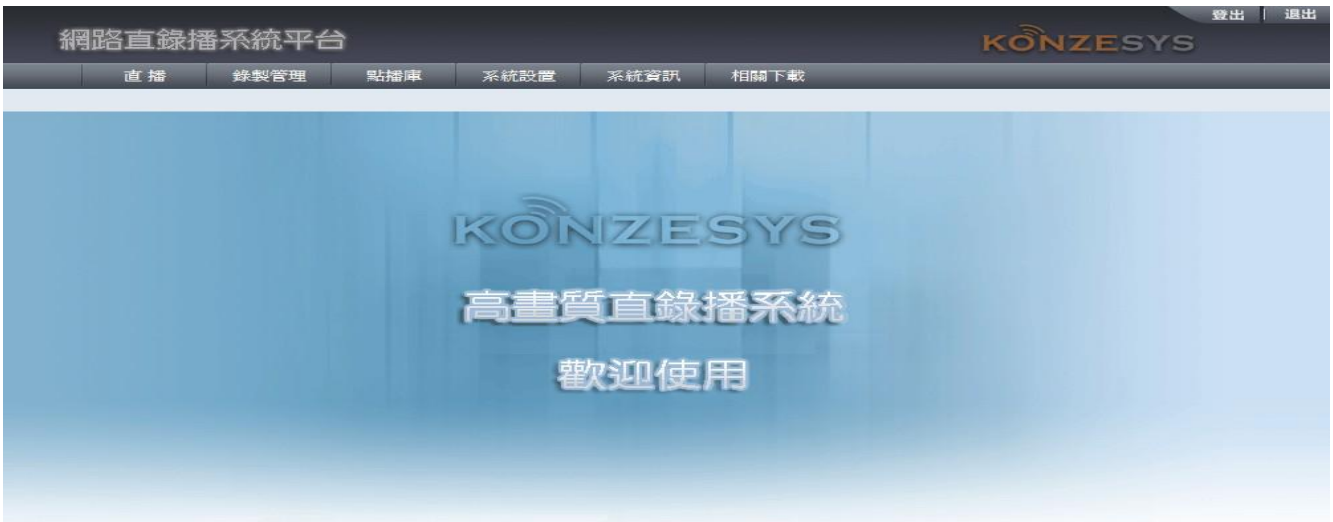 登出 | 退出
網路直錄播系統平台
KONZESYS
直播 錄製管理 點播庫 系統設置 系統資訊 相關下載
KONZESYS
高畫質直錄播系統
歡迎使用